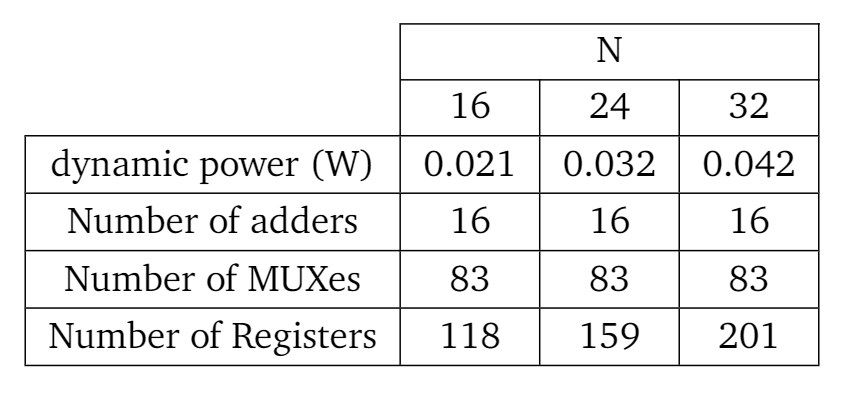 N
16 24 32
dynamic power (W) 0.021 0.032 0.042
Number of adders 16 16 16
Number of MUXes 83 83 83
Number of Registers 118 159 201